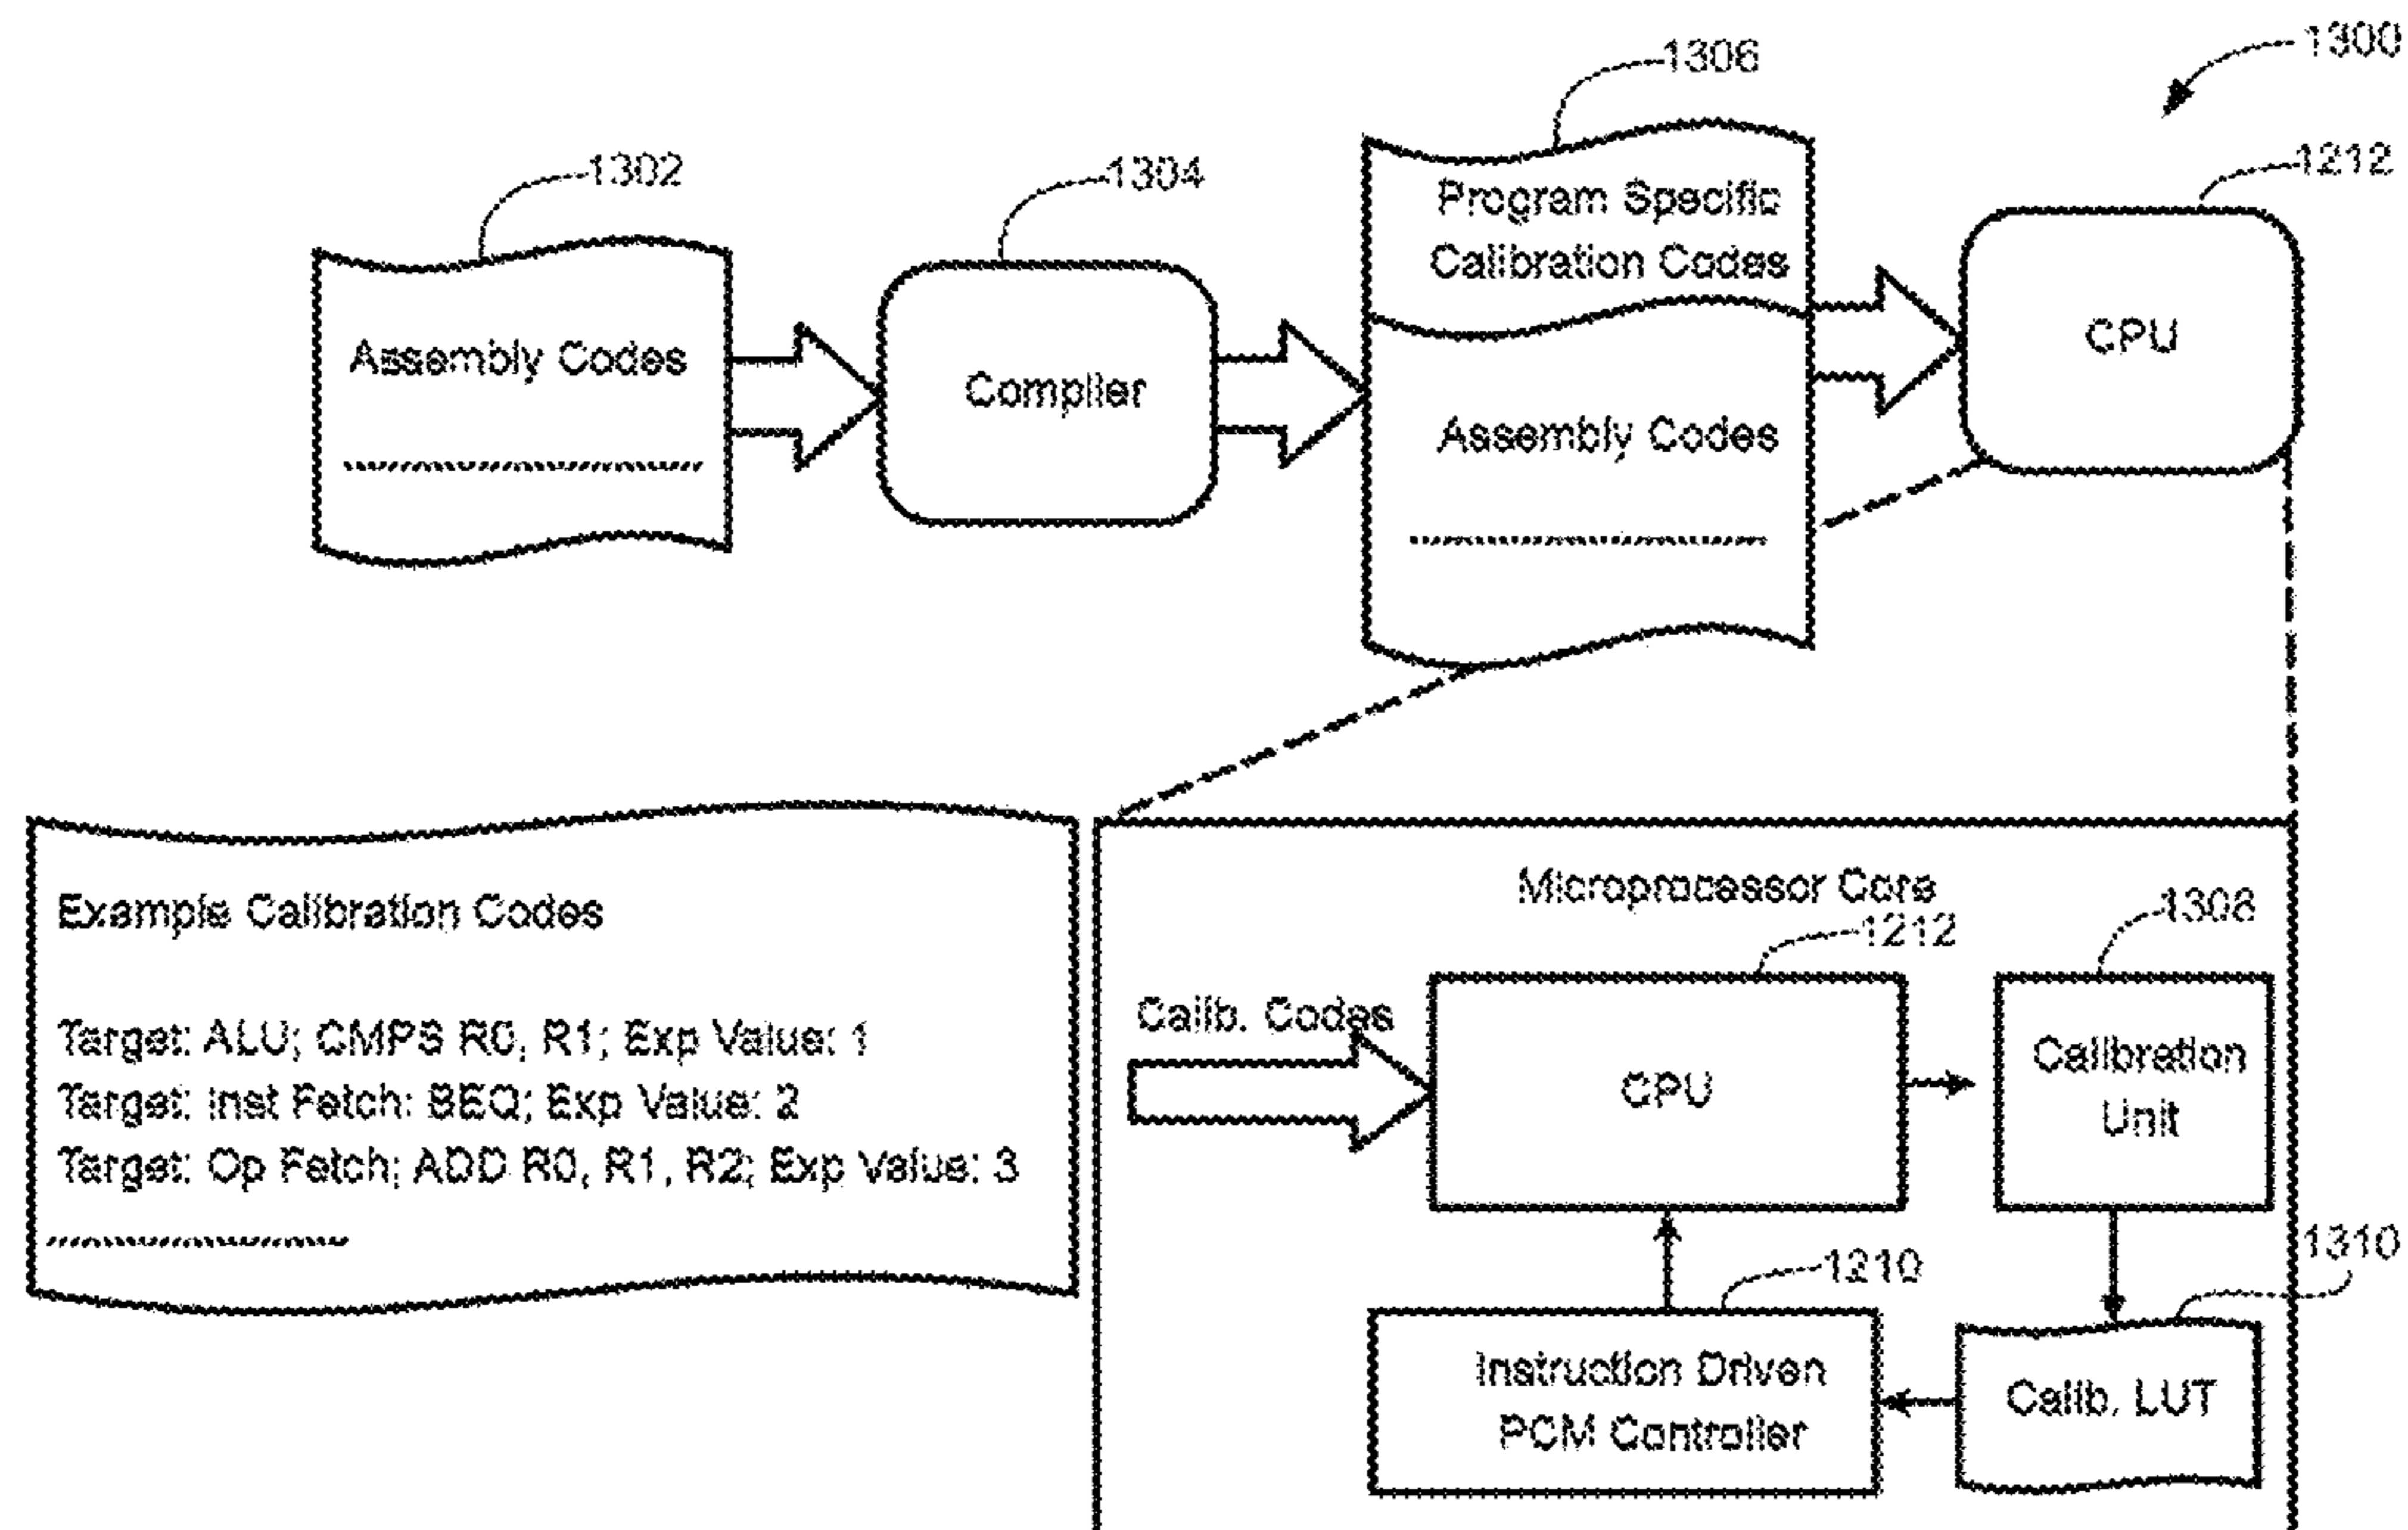 1300
1306
1302
1304
1212
Program Specific
Calibration Codes
Assembly Codes
Compiler
CPU
Assembly Codes
Example Calibration Codes
Target: ALU; CMPS R0, R1; Exp Value: 1
Target: Inst Fetch: BEQ; Exp Value: 2
Target: Op Fetch; ADD R0, R1, R2; Exp Value: 3
Microprocessor Core
1212
1308
Calib. Codes
CPU
Calibration
Unit
1210
1310
Instruction Driven
PCM Controller
Calib. LUT